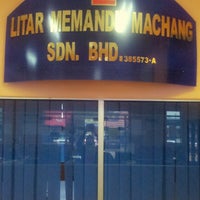 LITAR MEMANDU MACHANG
SDN. BHD. 385573-A